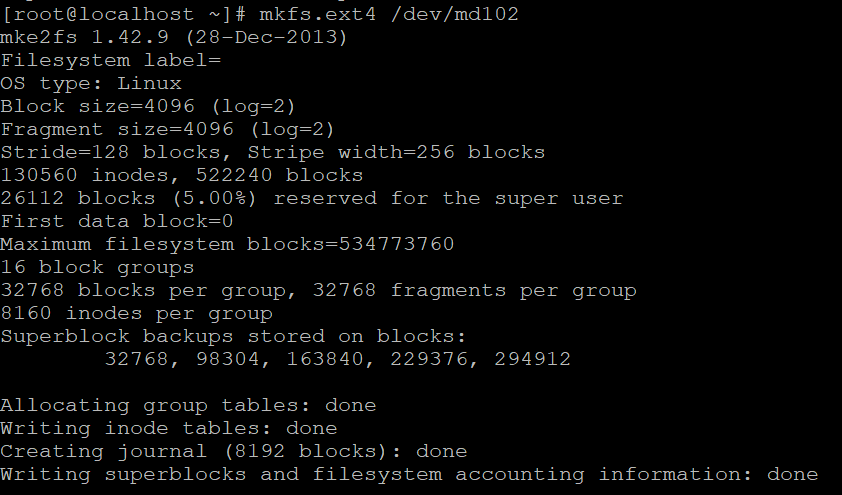 [root@localhost ~]# mkfs.ext4 /dev/md102
mke2fs 1.42.9 (28-Dec-2013)
Filesystem label=
OS type: Linux
Block size=4096 (log=2)
Fragment size=4096 (log=2)
Stride=128 blocks, Stripe width=256 blocks
130560 inodes, 522240 blocks
26112 blocks (5.00%) reserved for the super user
First data block=0
Maximum filesystem blocks=534773760
16 block groups
32768 blocks per group, 32768 fragments per group
8160 inodes per group
Superblock backups stored on blocks:
        32768, 98304, 163840, 229376, 294912

Allocating group tables: done
Writing inode tables: done
Creating journal (8192 blocks): done
Writing superblocks and filesystem accounting information: done